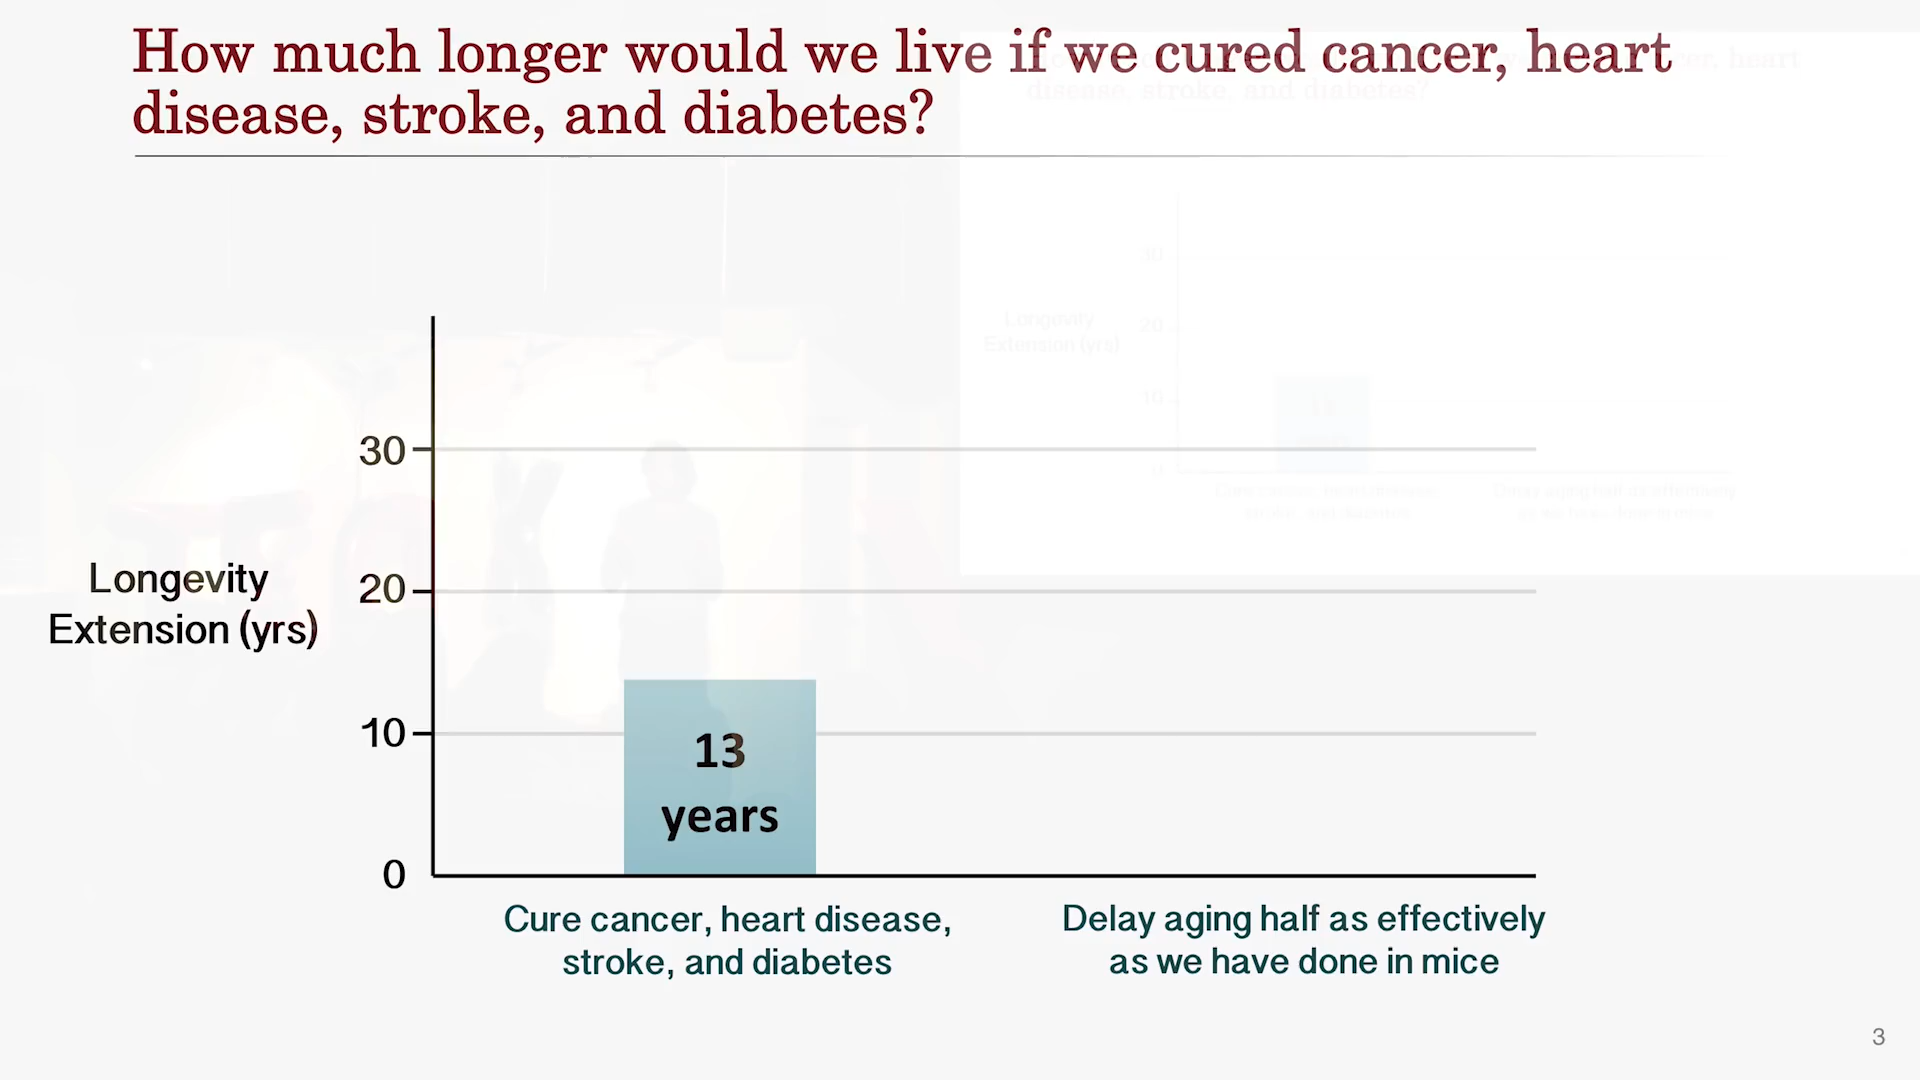 How much longer would we live if we cured cancer, heart
disease, stroke, and diabetes?
30
Longevity
Extension (yrs)
20
10
13
years
0
Cure cancer, heart disease,
stroke, and diabetes
Delay aging half as effectively
as we have done in mice
3